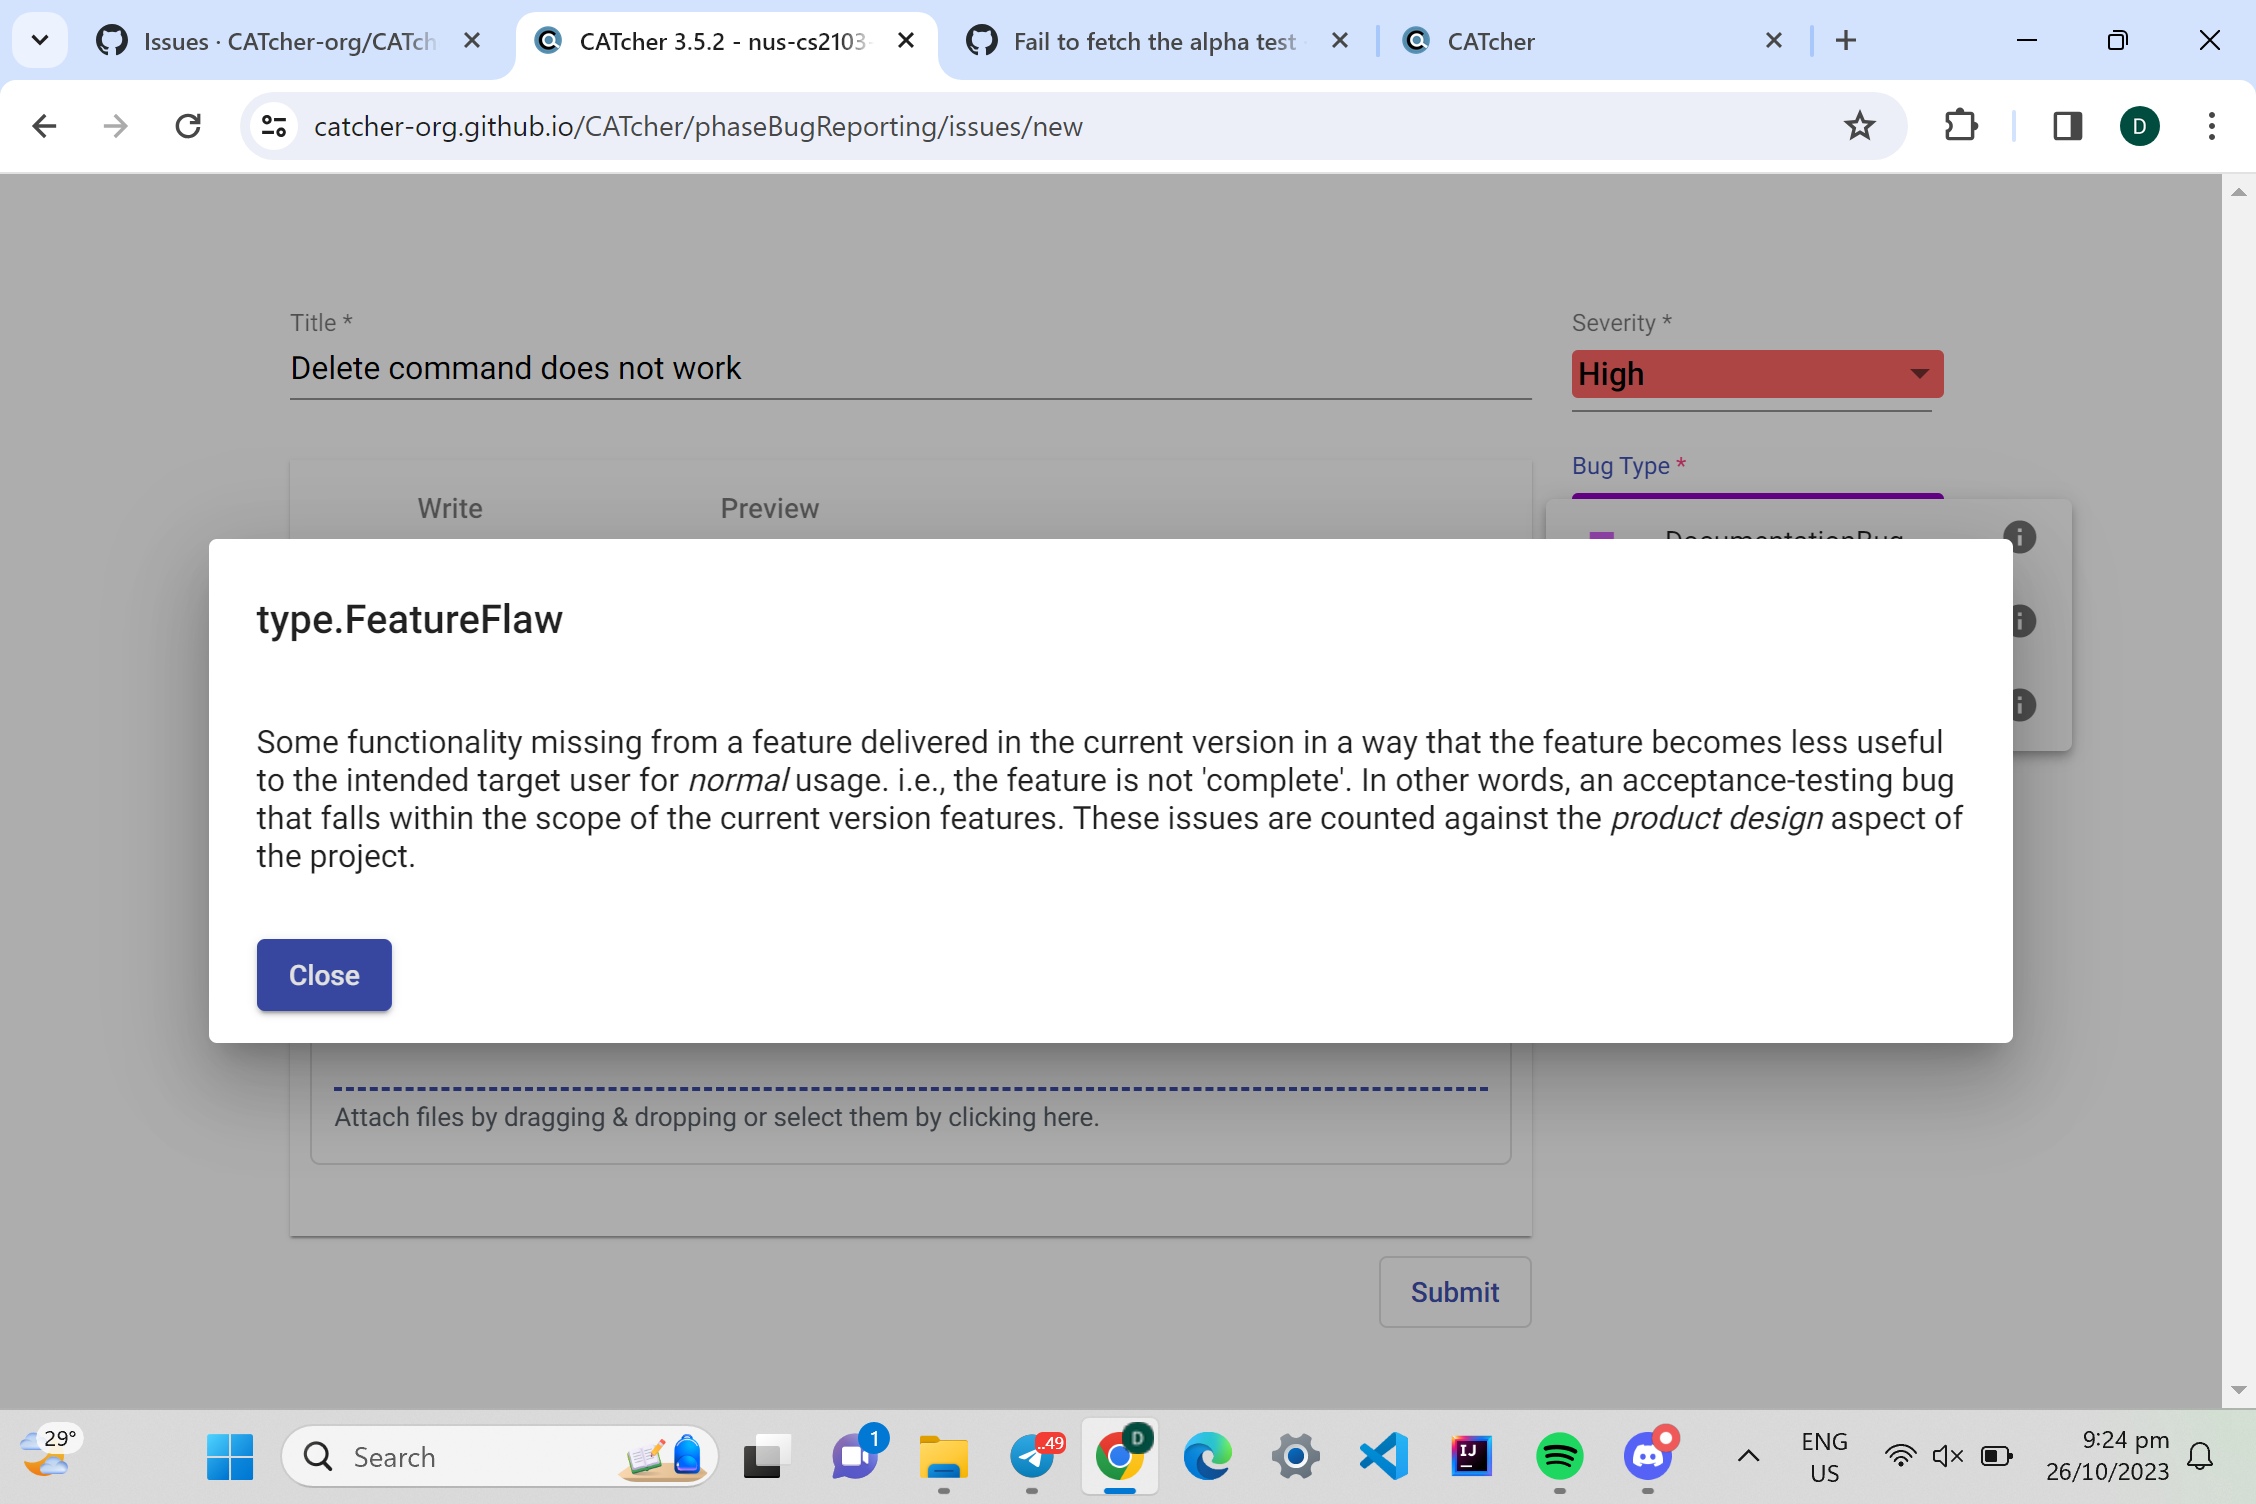 Issues · CATcher-org/CATch
CATcher 3.5.2 - nus-cs2103-
Fail to fetch the alpha test
CATcher
catcher-org.github.io/CATcher/phaseBugReporting/issues/new
D
Title *
Delete command does not work
Severity *
High
Bug Type *
Write
Preview
DocumentationBug
type.FeatureFlaw
Some functionality missing from a feature delivered in the current version in a way that the feature becomes less useful
to the intended target user for normal usage. i.e., the feature is not 'complete'. In other words, an acceptance-testing bug
that falls within the scope of the current version features. These issues are counted against the product design aspect of
the project.
Close
Attach files by dragging & dropping or select them by clicking here.
Submit
29°
Search
1
..49
D
IJ
ENG
US
9:24 pm
26/10/2023